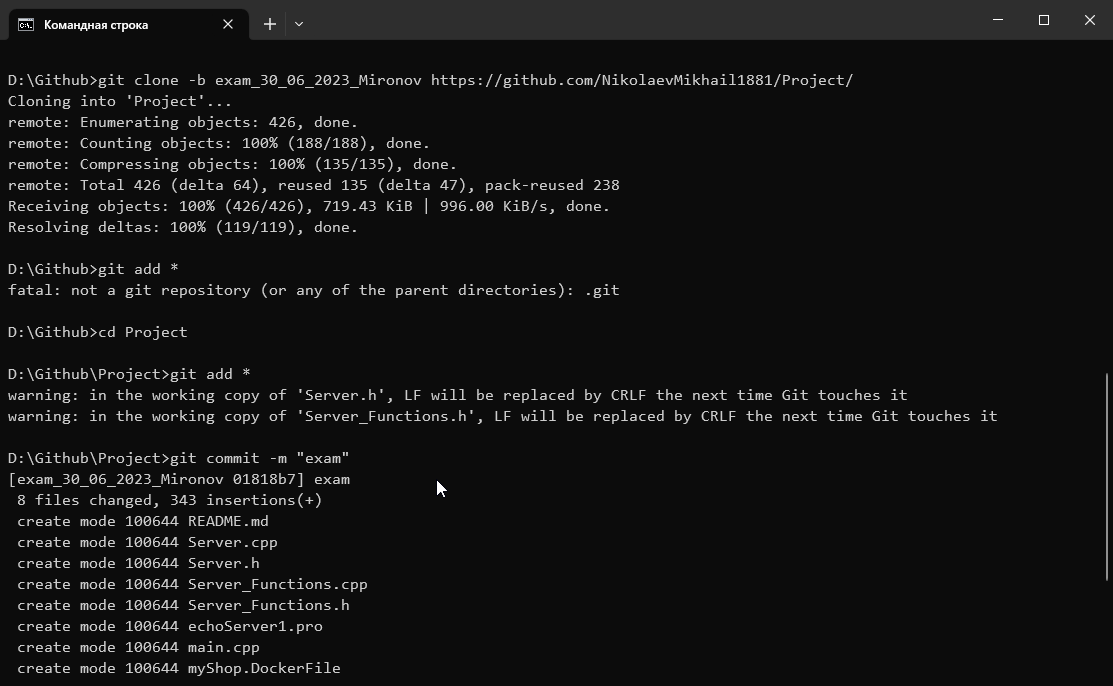 Командная строка
D:\Github>git clone -b exam_30_06_2023_Mironov https://github.com/NikolaevMikhail1881/Project/
Cloning into 'Project'...
remote: Enumerating objects: 426, done.
remote: Counting objects: 100% (188/188), done.
remote: Compressing objects: 100% (135/135), done.
remote: Total 426 (delta 64), reused 135 (delta 47), pack-reused 238
Receiving objects: 100% (426/426), 719.43 KiB | 996.00 KiB/s, done.
Resolving deltas: 100% (119/119), done.
D:\Github>git add *
fatal: not a git repository (or any of the parent directories): .git
D:\Github>cd Project
D:\Github\Project>git add *
warning: in the working copy of 'Server.h', LF will be replaced by CRLF the next time Git touches it
warning: in the working copy of 'Server_Functions.h', LF will be replaced by CRLF the next time Git touches it
D:\Github\Project>git commit -m "exam"
[exam_30_06_2023_Mironov 01818b7] exam
8 files changed, 343 insertions(+)
create mode 100644 README.md
create mode 100644 Server.cpp
create mode 100644 Server.h
create mode 100644 Server_Functions.cpp
create mode 100644 Server_Functions.h
create mode 100644 echoServer1.pro
create mode 100644 main.cpp
create mode 100644 myShop.DockerFile